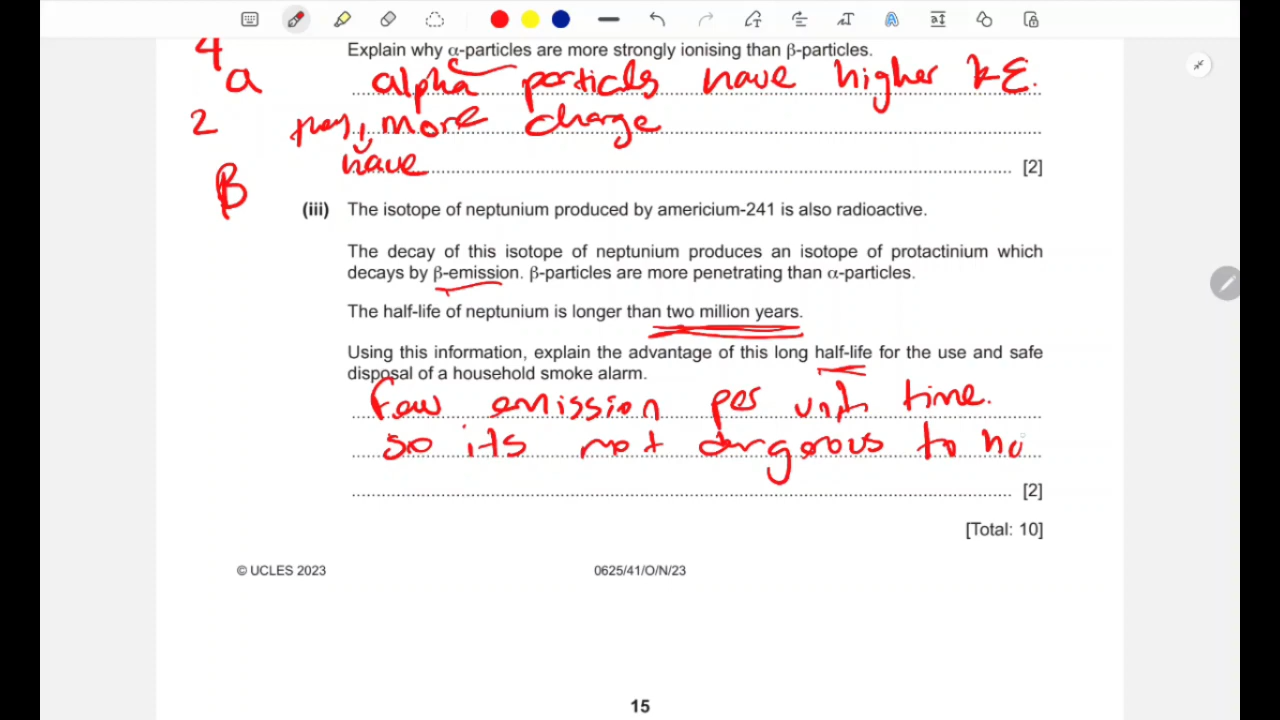 4
Explain why α-particles are more strongly ionising than β-particles.
a alpha particles have higher KE.
2 they, more charge
have
[2]
β
(iii) The isotope of neptunium produced by americium-241 is also radioactive.
The decay of this isotope of neptunium produces an isotope of protactinium which
decays by β-emission. β-particles are more penetrating than α-particles.
The half-life of neptunium is longer than two million years.
Using this information, explain the advantage of this long half-life for the use and safe
disposal of a household smoke alarm.
few emission per unit time.
so its not dangerous to
[2]
[Total: 10]
© UCLES 2023 0625/41/O/N/23
15